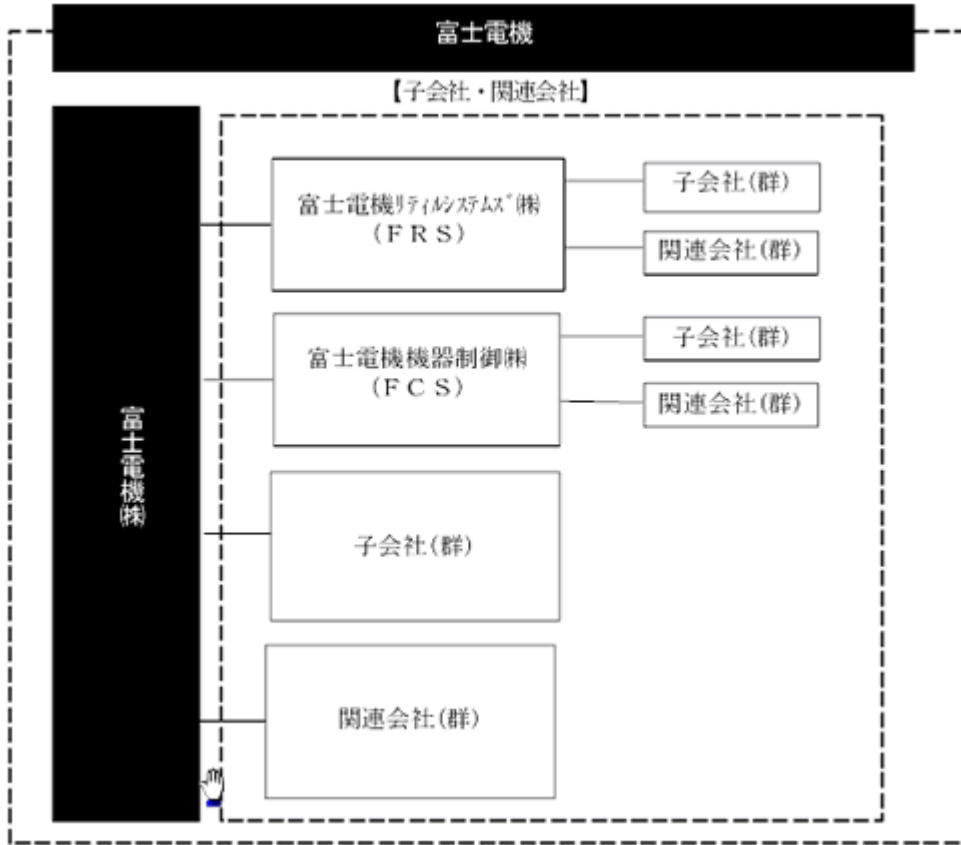 富士電機
【子会社・関連会社】
富士電機㈱
富士電機ﾘﾃｨﾙｼｽﾃﾑｽﾞ㈱
（ＦＲＳ）
子会社(群)
関連会社(群)
富士電機機器制御㈱
（ＦＣＳ）
子会社(群)
関連会社(群)
子会社(群)
関連会社(群)